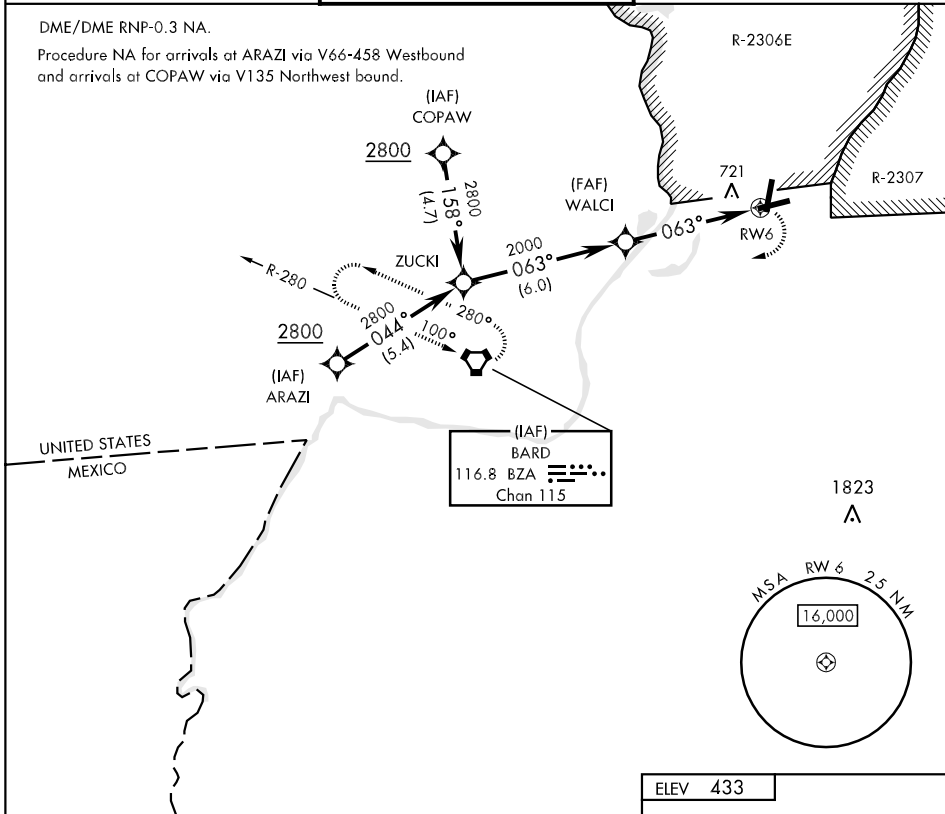 DME/DME RNP-0.3 NA.
Procedure NA for arrivals at ARAZI via V66-458 Westbound
and arrivals at COPAW via V135 Northwest bound.
R-2306E
(IAF)
COPAW
2800
2800
158°
(4.7)
721
R-2307
(FAF)
WALCI
063°
RW6
ZUCKI
2000
063°
(6.0)
R-280
280°
2800
2800
044°
(5.4)
100°
(IAF)
ARAZI
(IAF)
BARD
116.8 BZA
Chan 115
UNITED STATES
MEXICO
1823
MSA RW 6 25 NM
16,000
ELEV 433